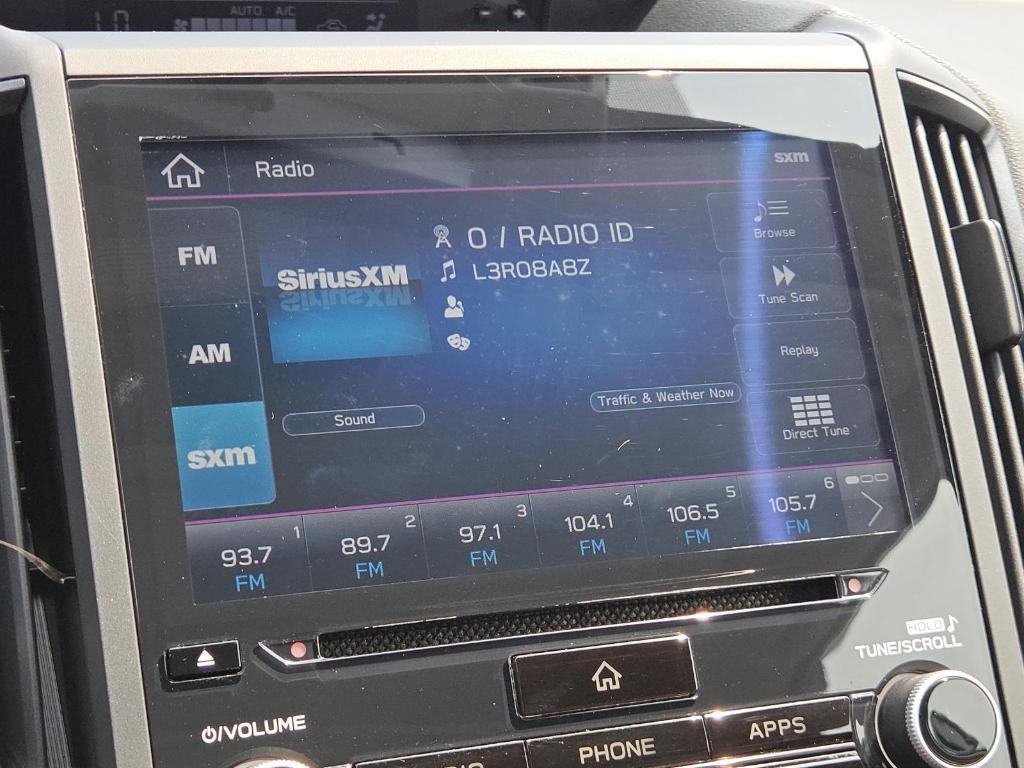 AUTO A/C
Radio
sxm
FM
AM
sxm
SiriusXM
0 / RADIO ID
L3R08A8Z
Browse
Tune Scan
Replay
Direct Tune
Sound
Traffic & Weather Now
1
93.7
FM
2
89.7
FM
3
97.1
FM
4
104.1
FM
5
106.5
FM
6
105.7
FM
HOLD
TUNE/SCROLL
/VOLUME
PHONE
APPS